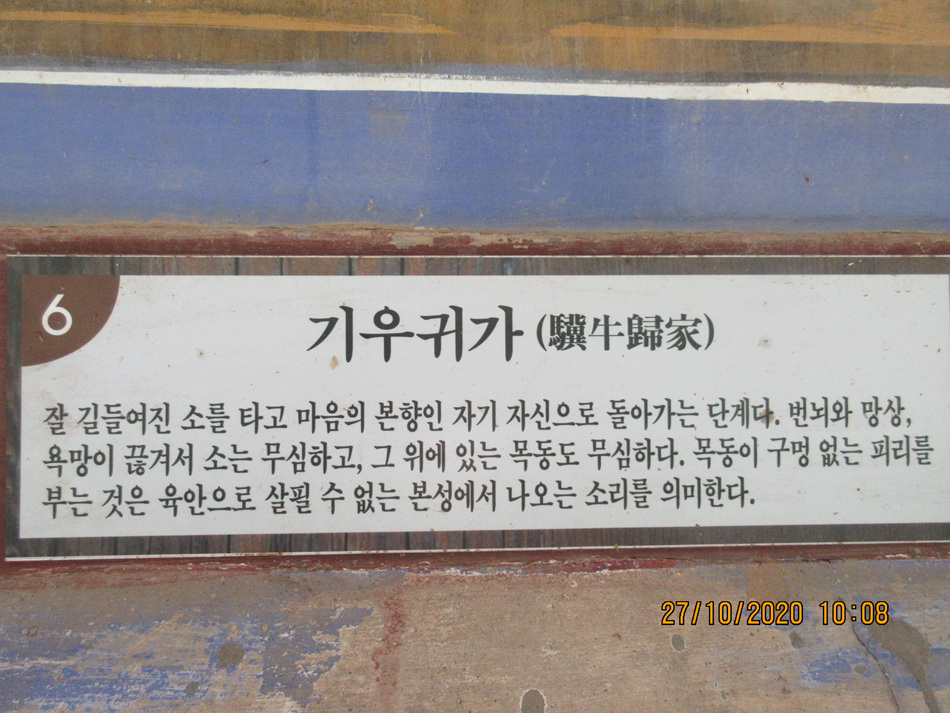 6
기우귀가 (驥牛歸家)
잘 길들여진 소를 타고 마음의 본향인 자기 자신으로 돌아가는 단계다. 번뇌와 망상,
욕망이 끊겨서 소는 무심하고, 그 위에 있는 목동도 무심하다. 목동이 구멍 없는 피리를
부는 것은 육안으로 살필 수 없는 본성에서 나오는 소리를 의미한다.
27/10/2020 10:08